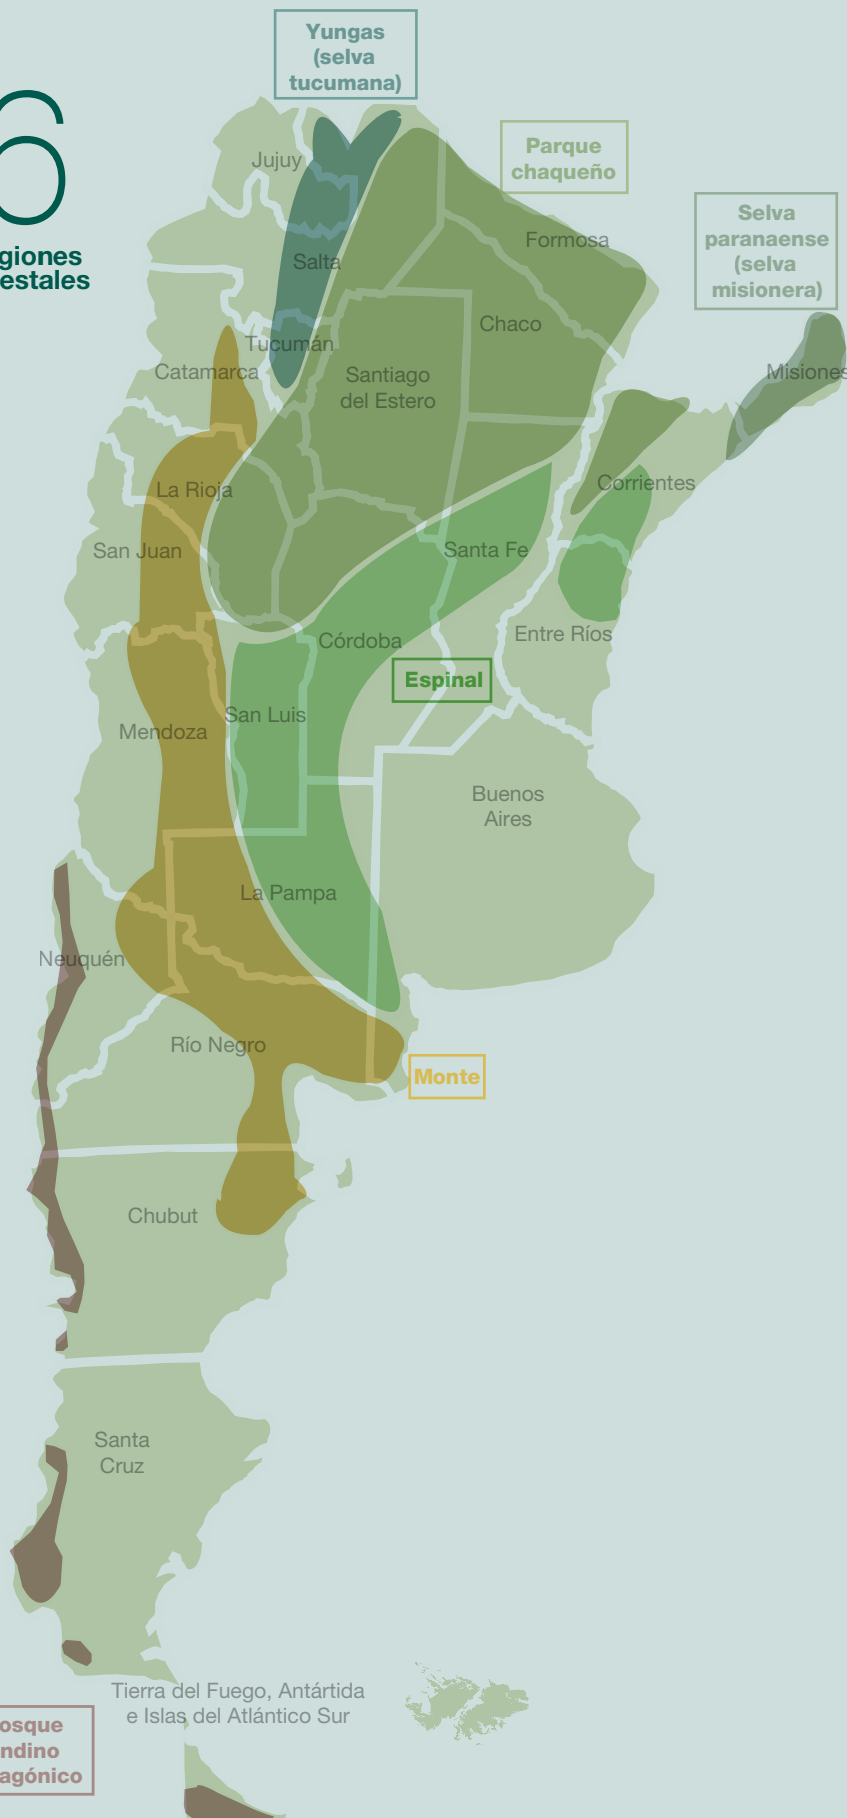 Yungas
(selva
tucumana)
6
giones
estales
Parque
chaqueño
Jujuy
Selva
paranaense
(selva
misionera)
Formosa
Salta
Chaco
Tucumán
Catamarca
Santiago
del Estero
Misiones
La Rioja
Corrientes
San Juan
Santa Fe
Entre Ríos
Córdoba
Espinal
San Luis
Mendoza
Buenos
Aires
La Pampa
Neuquén
Río Negro
Monte
Chubut
Santa
Cruz
Tierra del Fuego, Antártida
e Islas del Atlántico Sur
osque
ndino
agónico